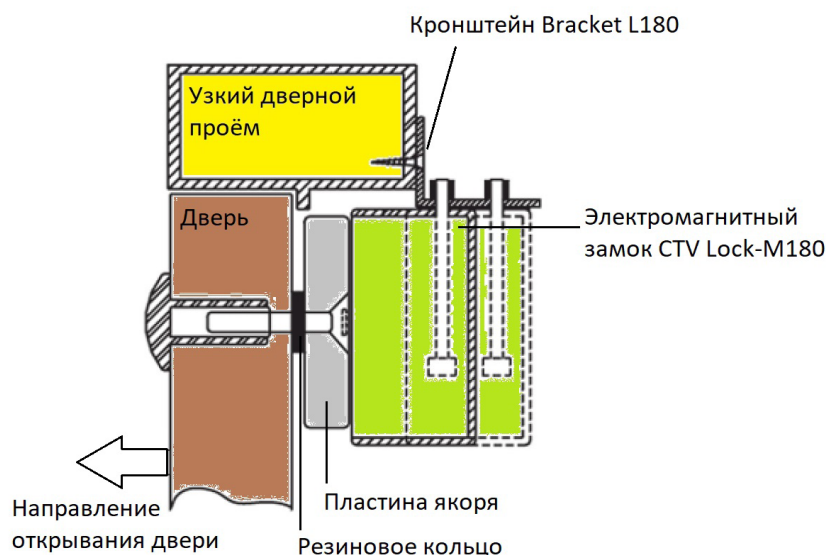 Кронштейн Bracket L180
Узкий дверной
проём
Дверь
Электромагнитный
замок CTV Lock-M180
Пластина якоря
Направление
открывания двери
Резиновое кольцо